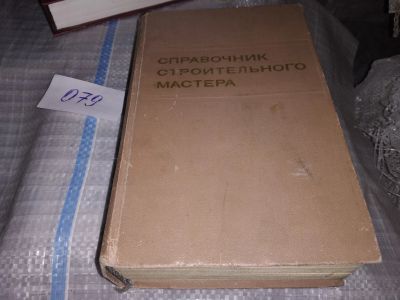 СПРАВОЧНИК
СТРОИТЕЛЬНОГО
МАСТЕРА
079